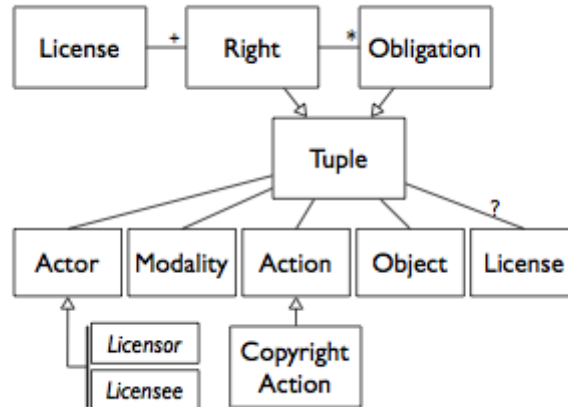 License
+
Right
*
Obligation
Tuple
?
Actor
Modality
Action
Object
License
Licensor
Licensee
Copyright
Action